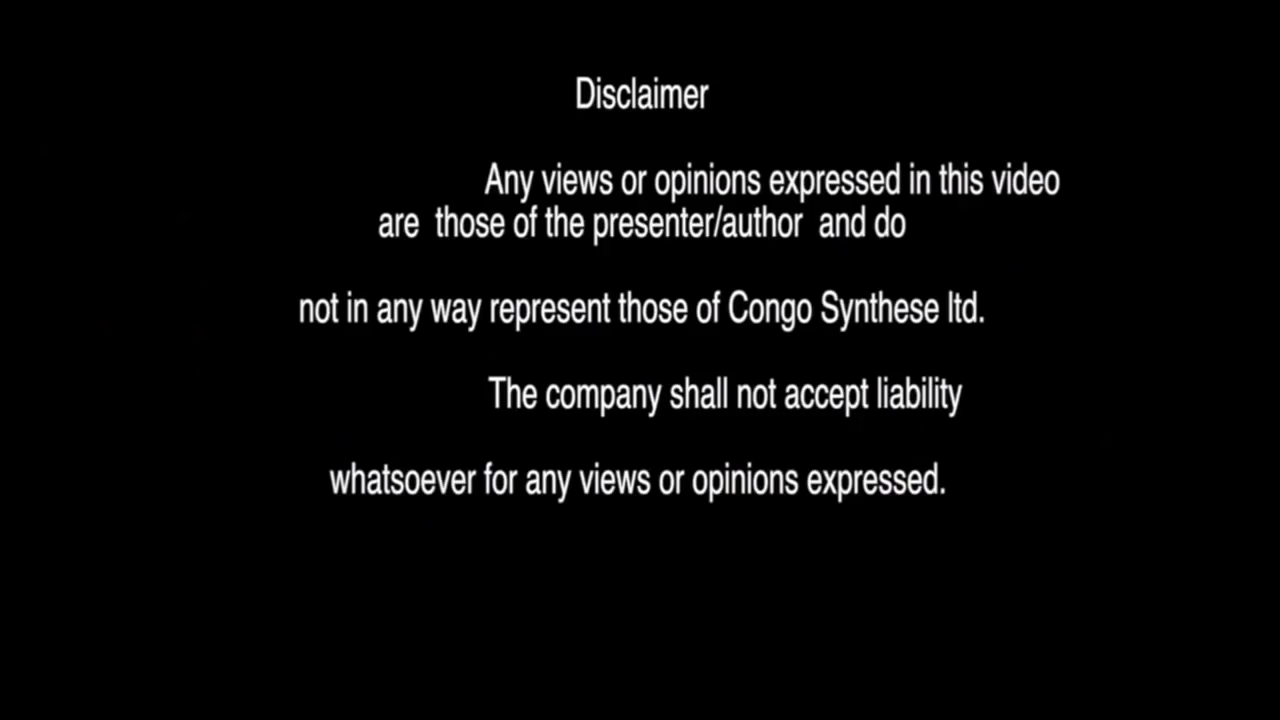 Disclaimer
Any views or opinions expressed in this video
are those of the presenter/author and do
not in any way represent those of Congo Synthese ltd.
The company shall not accept liability
whatsoever for any views or opinions expressed.